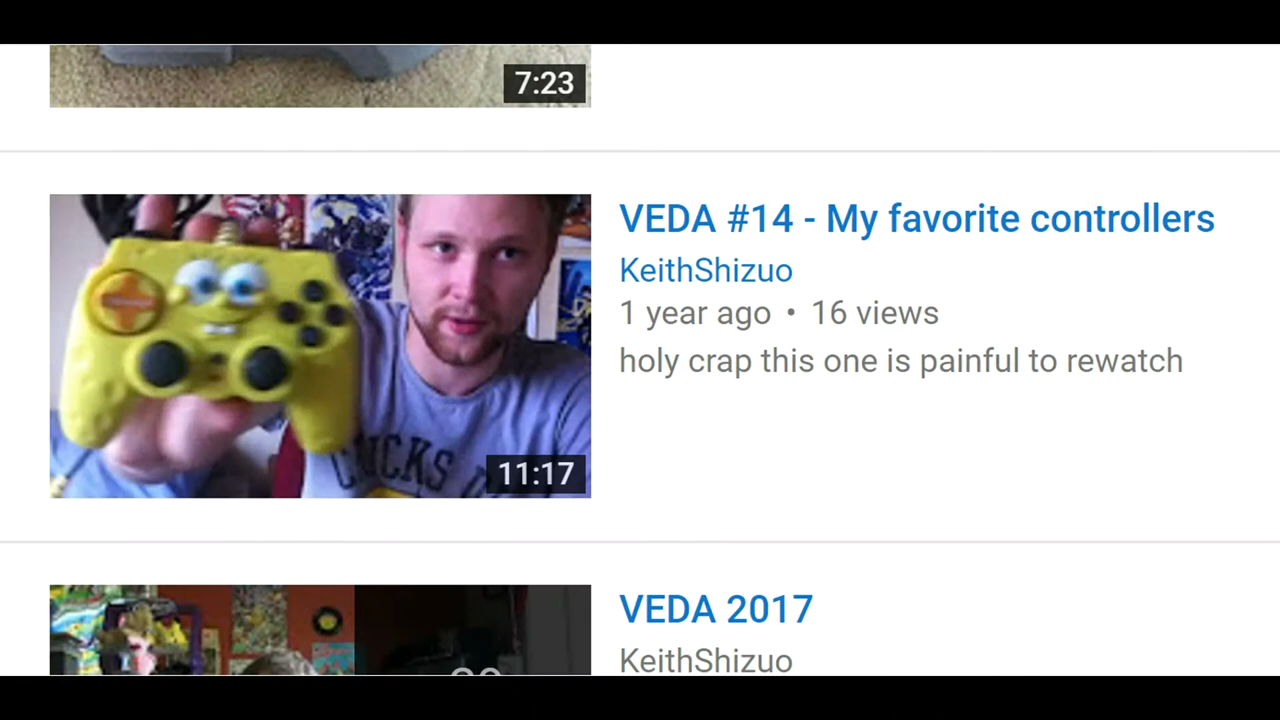 7:23
VEDA #14 - My favorite controllers
KeithShizuo
1 year ago • 16 views
holy crap this one is painful to rewatch
11:17
VEDA 2017
KeithShizuo